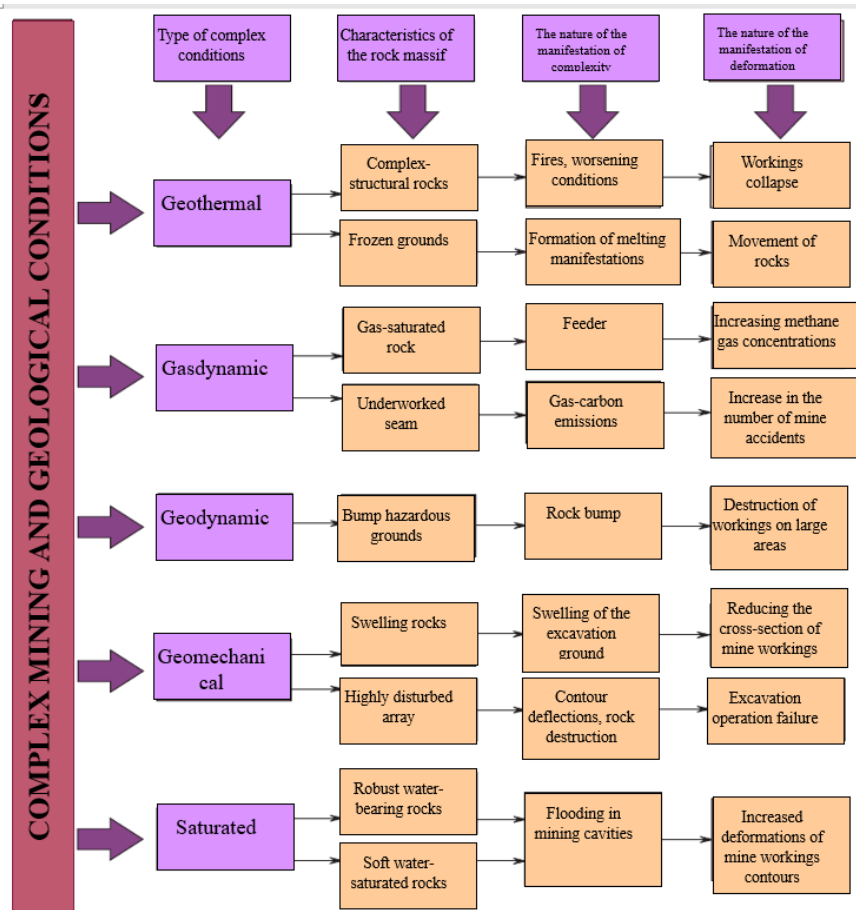 COMPLEX MINING AND GEOLOGICAL CONDITIONS
Type of complex
conditions
Characteristics of
the rock massif
The nature of the
manifestation of
complexity
The nature of the
manifestation of
deformation
Geothermal
Complex-
structural rocks
Fires, worsening
conditions
Workings
collapse
Frozen grounds
Formation of melting
manifestations
Movement of
rocks
Gasdynamic
Gas-saturated
rock
Feeder
Increasing methane
gas concentrations
Underworked
seam
Gas-carbon
emissions
Increase in the
number of mine
accidents
Geodynamic
Bump hazardous
grounds
Rock bump
Destruction of
workings on large
areas
Geomechani
cal
Swelling rocks
Swelling of the
excavation
ground
Reducing the
cross-section of
mine workings
Highly disturbed
array
Contour
deflections, rock
destruction
Excavation
operation failure
Saturated
Robust water-
bearing rocks
Flooding in
mining cavities
Increased
deformations of
mine workings
contours
Soft water-
saturated rocks